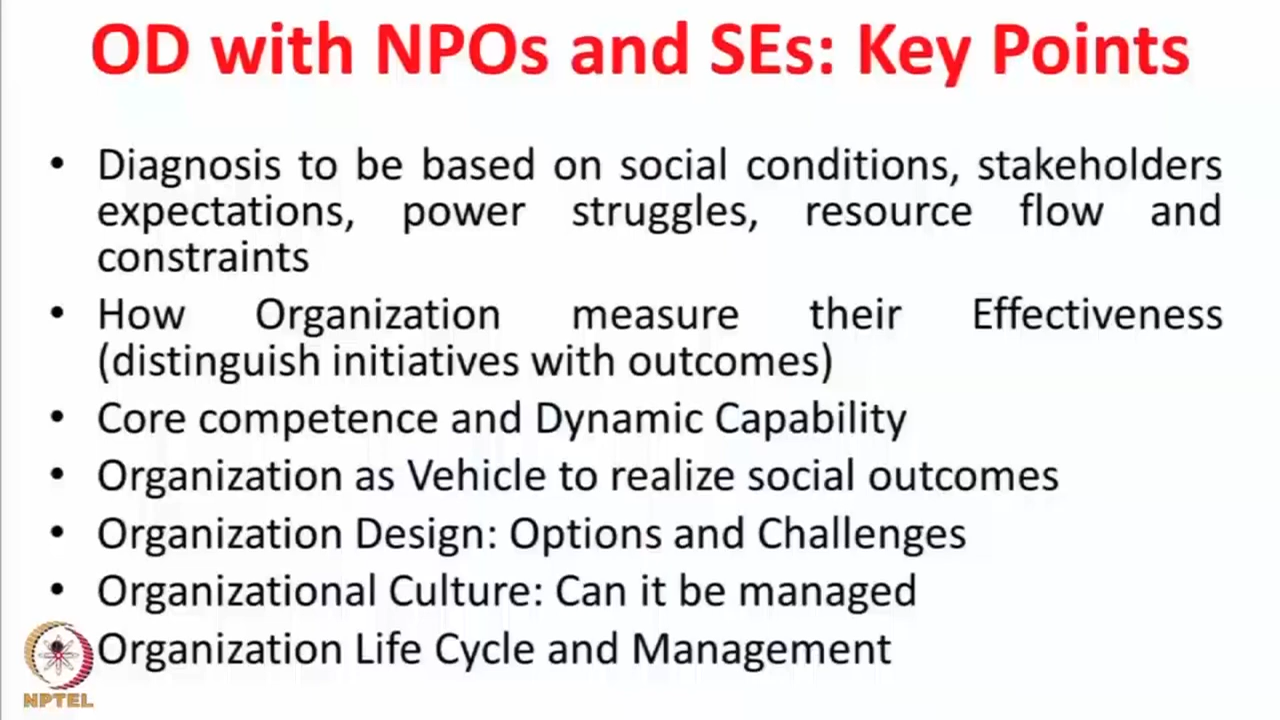 OD with NPOs and SEs: Key Points
• Diagnosis to be based on social conditions, stakeholders
expectations, power struggles, resource flow and
constraints
• How Organization measure their Effectiveness
(distinguish initiatives with outcomes)
• Core competence and Dynamic Capability
• Organization as Vehicle to realize social outcomes
• Organization Design: Options and Challenges
• Organizational Culture: Can it be managed
Organization Life Cycle and Management
NPTEL